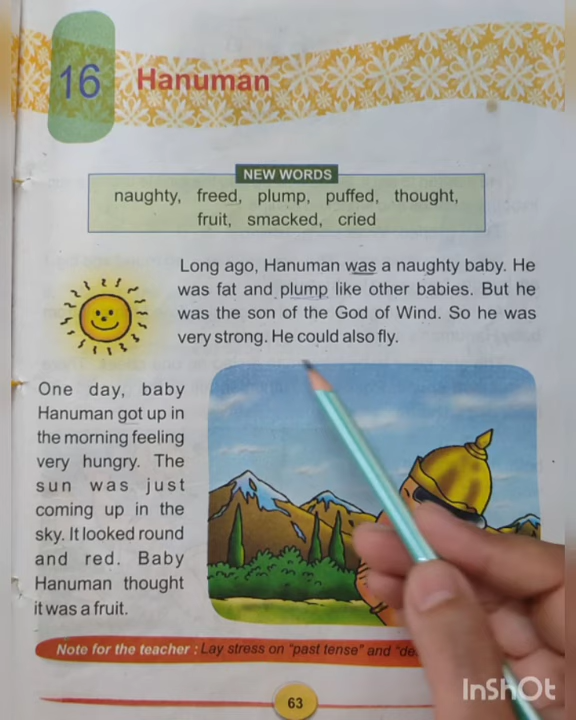 16
Hanuman
NEW WORDS
naughty, freed, plump, puffed, thought,
fruit, smacked, cried
Long ago, Hanuman was a naughty baby. He
was fat and plump like other babies. But he
was the son of the God of Wind. So he was
very strong. He could also fly.
One day, baby
Hanuman got up in
the morning feeling
very hungry. The
sun was just
coming up in the
sky. It looked round
and red. Baby
Hanuman thought
it was a fruit.
Note for the teacher : Lay stress on "past tense" and
63
InShOt